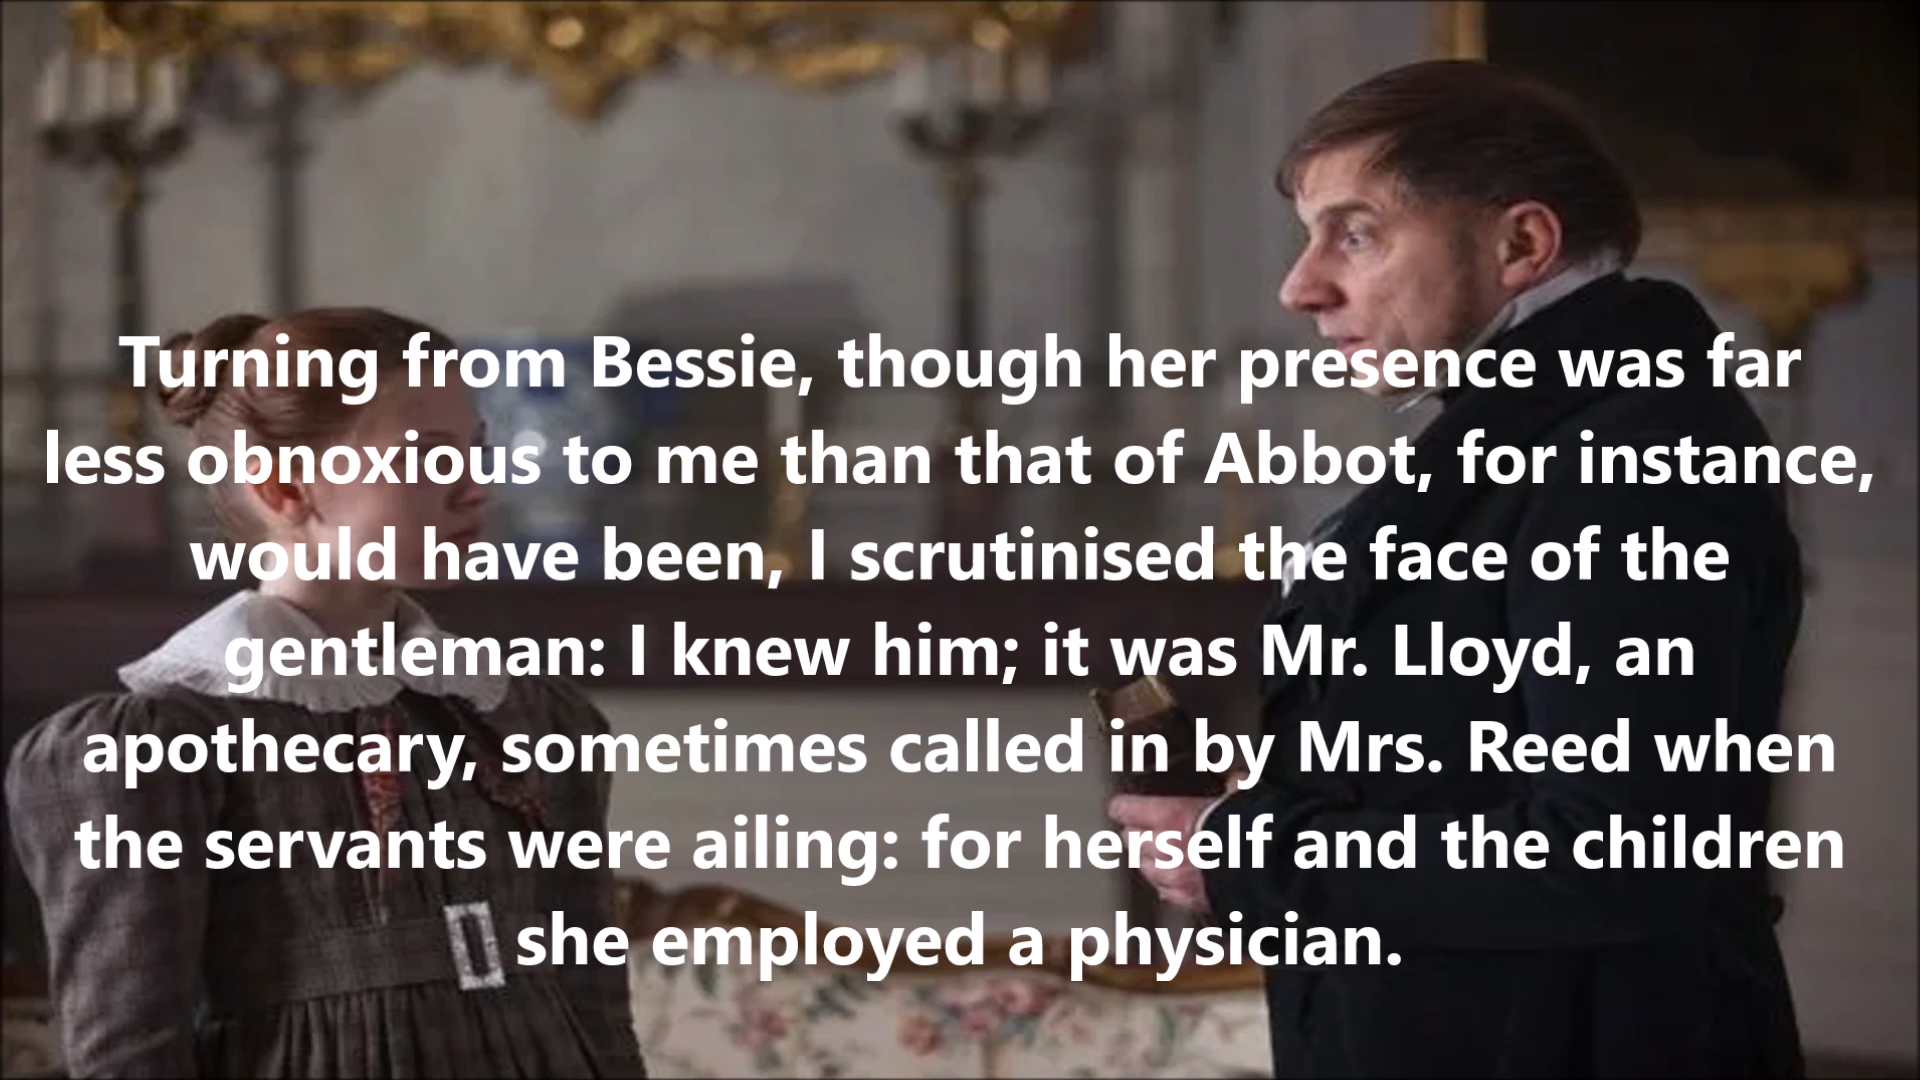 Turning from Bessie, though her presence was far
less obnoxious to me than that of Abbot, for instance,
would have been, I scrutinised the face of the
gentleman: I knew him; it was Mr. Lloyd, an
apothecary, sometimes called in by Mrs. Reed when
the servants were ailing: for herself and the children
she employed a physician.